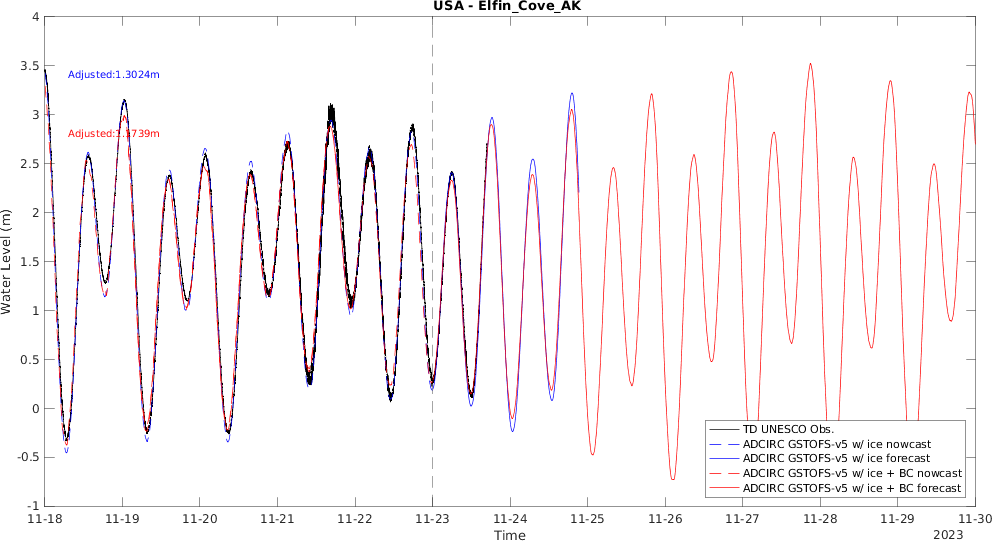 USA - Elfin_Cove_AK
4
3.5
3
2.5
2
1.5
1
0.5
0
-0.5
-1
Water Level (m)
Adjusted:1.3024m
TD UNESCO Obs.
ADCIRC GSTOFS-v5 w/ ice nowcast
ADCIRC GSTOFS-v5 w/ ice forecast
ADCIRC GSTOFS-v5 w/ ice + BC nowcast
ADCIRC GSTOFS-v5 w/ ice + BC forecast
11-18 11-19 11-20 11-21 11-22 11-23 11-24 11-25 11-26 11-27 11-28 11-29 11-30
Time
2023